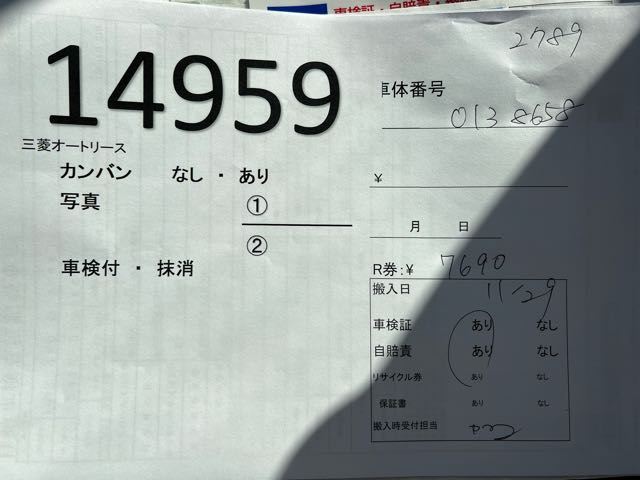 車検証・自賠責・
2789
14959
車体番号
013 8658
三菱オートリース
カンバン なし ・ あり
¥
写真 ①
月 日
②
車検付 ・ 抹消
R券:¥ 7690
搬入日 11/29
車検証 あり なし
自賠責 あり なし
リサイクル券 あり なし
保証書 あり なし
搬入時受付担当